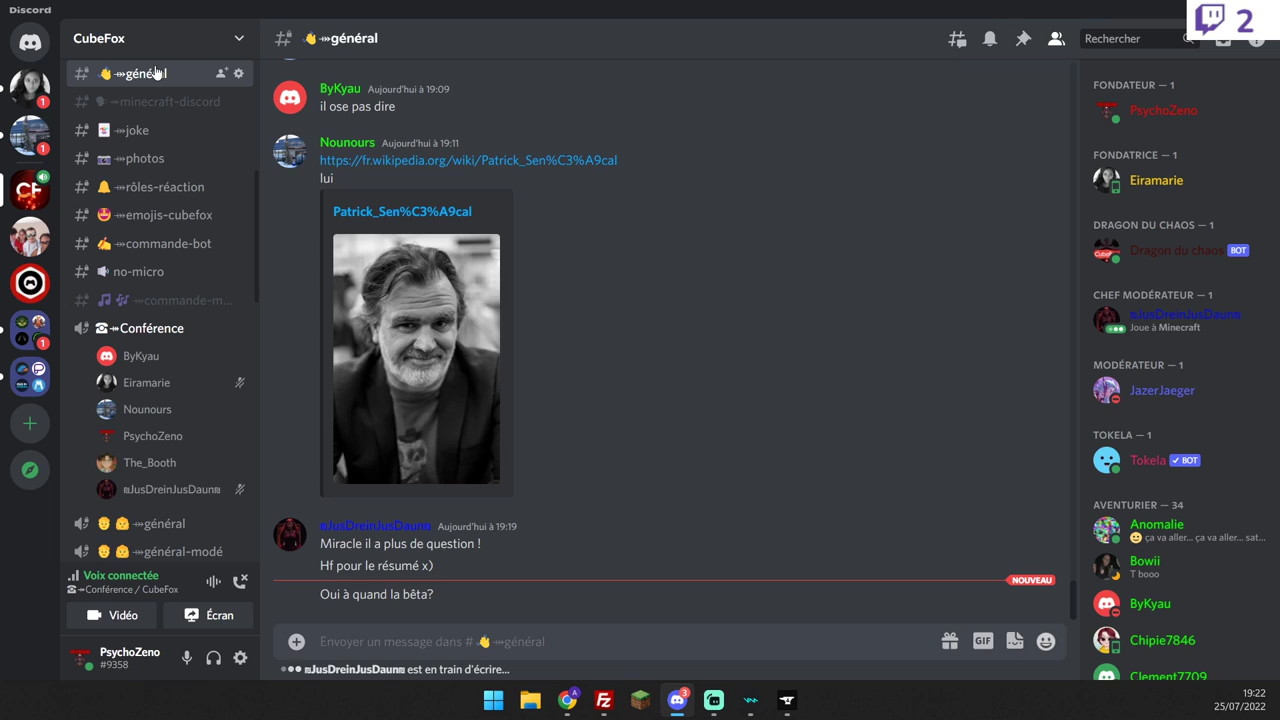 Discord
2
CubeFox
général
Rechercher
général
minecraft-discord
joke
photos
rôles-réaction
emojis-cubefox
commande-bot
no-micro
commande-m...
Conférence
ByKyau
Eiramarie
Nounours
PsychoZeno
The_Booth
₪JusDreinJusDaun₪
général
général-modé
Voix connectée
Conférence / CubeFox
Vidéo
Écran
PsychoZeno
#9358
ByKyau Aujourd'hui à 19:09
il ose pas dire
Nounours Aujourd'hui à 19:11
https://fr.wikipedia.org/wiki/Patrick_Sen%C3%A9cal
lui
Patrick_Sen%C3%A9cal
₪JusDreinJusDaun₪ Aujourd'hui à 19:19
Miracle il a plus de question !
Hf pour le résumé x)
NOUVEAU
Oui à quand la bêta?
Envoyer un message dans # 👋↠général
GIF
₪JusDreinJusDaun₪ est en train d'écrire...
FONDATEUR — 1
PsychoZeno
FONDATRICE — 1
Eiramarie
DRAGON DU CHAOS — 1
Dragon du chaos BOT
CHEF MODÉRATEUR — 1
₪JusDreinJusDaun₪
Joue à Minecraft
MODÉRATEUR — 1
JazerJaeger
TOKELA — 1
Tokela ✓ BOT
AVENTURIER — 34
Anomalie
ça va aller... ça va aller... sat...
Bowii
T booo
ByKyau
Chipie7846
Clement7709
19:22
25/07/2022